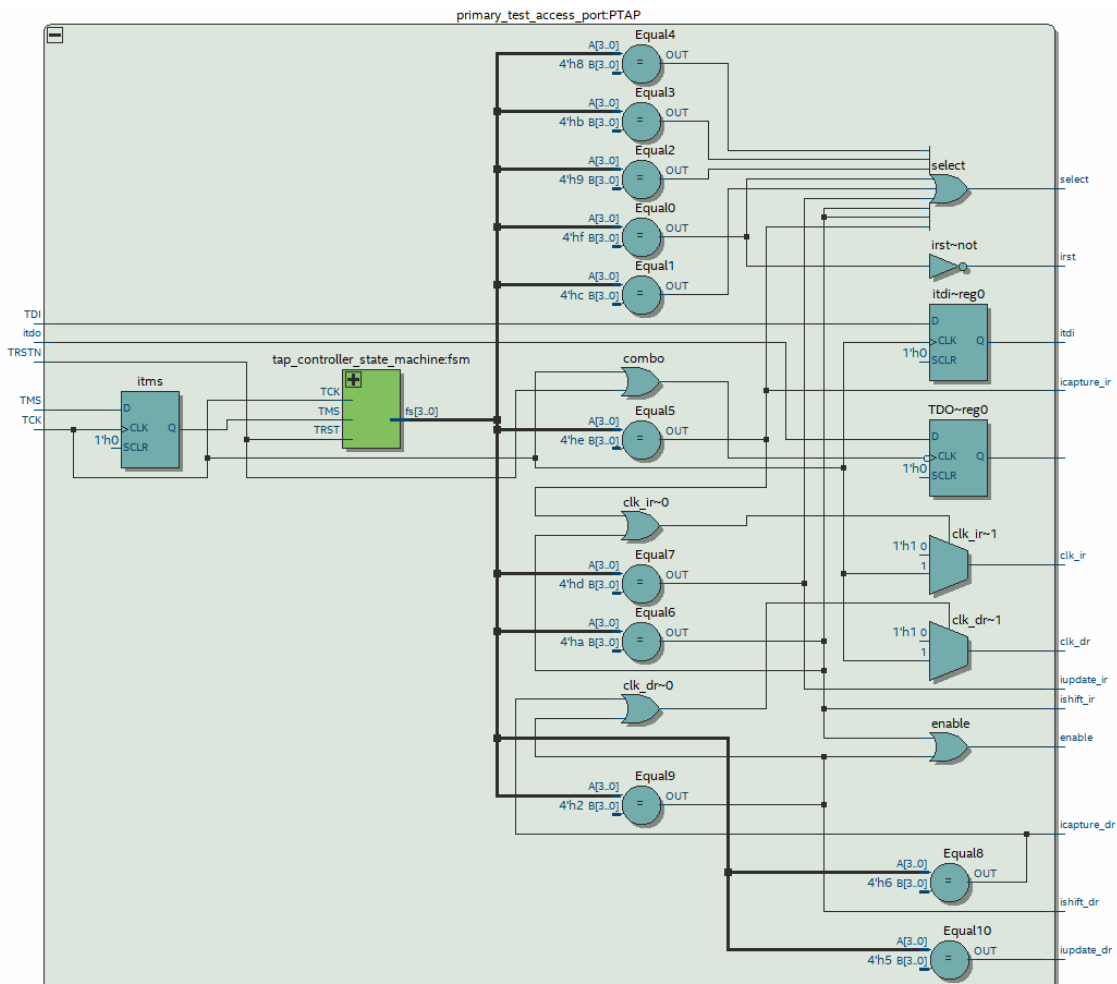 primary_test_access_port:PTAP
Equal4
A[3..0]
OUT
4'h8 B[3..0]
=
Equal3
A[3..0]
OUT
4'hb B[3..0]
=
Equal2
A[3..0]
OUT
4'h9 B[3..0]
=
select
select
Equal0
A[3..0]
OUT
4'hf B[3..0]
=
irst~not
irst
Equal1
A[3..0]
OUT
4'hc B[3..0]
=
itdi~reg0
D
CLK
Q
1'h0
SCLR
itdi
TDI
itdo
TRSTN
TMS
TCK
itms
D
CLK
Q
1'h0
SCLR
tap_controller_state_machine:fsm
TCK
TMS
TRST
fs[3..0]
combo
icapture_ir
Equal5
A[3..0]
OUT
4'he B[3..0]
=
TDO~reg0
D
CLK
Q
1'h0
SCLR
clk_ir~0
clk_ir~1
1'h1 0
1
clk_ir
Equal7
A[3..0]
OUT
4'hd B[3..0]
=
Equal6
A[3..0]
OUT
4'ha B[3..0]
=
clk_dr~1
1'h1 0
1
clk_dr
iupdate_ir
ishift_ir
clk_dr~0
enable
enable
Equal9
A[3..0]
OUT
4'h2 B[3..0]
=
icapture_dr
Equal8
A[3..0]
OUT
4'h6 B[3..0]
=
ishift_dr
Equal10
A[3..0]
OUT
4'h5 B[3..0]
=
iupdate_dr